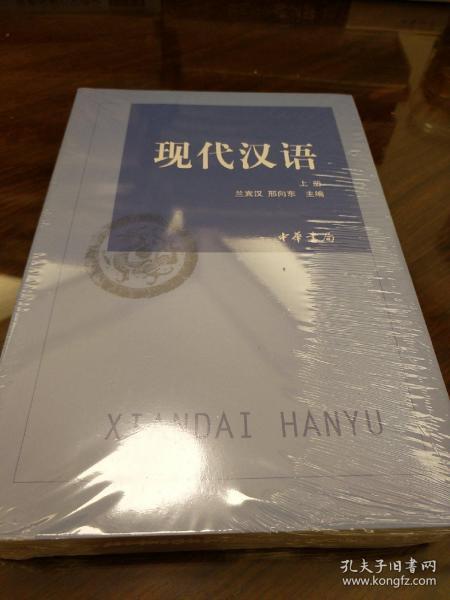 现代汉语
上册
兰宾汉 邢向东 主编
中华书局
XIANDAI HANYU
孔夫子旧书网
www.kongfz.com